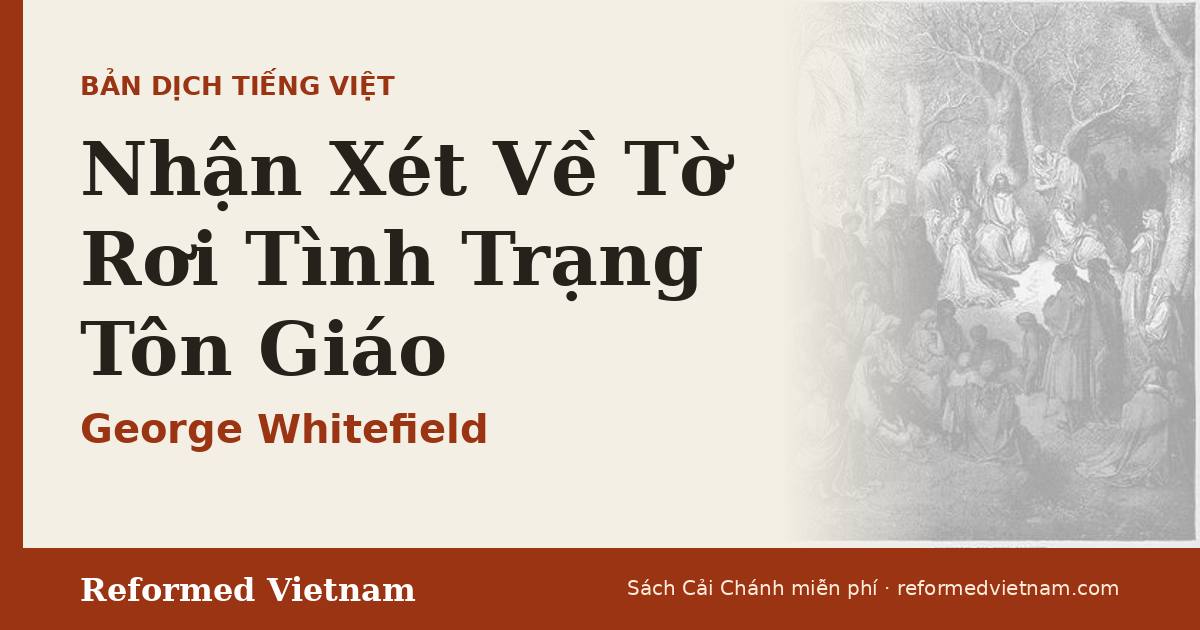 BẢN DỊCH TIẾNG VIỆT
Nhận Xét Về Tờ
Rơi Tình Trạng
Tôn Giáo
George Whitefield
Reformed Vietnam
Sách Cải Chánh miễn phí · reformedvietnam.com